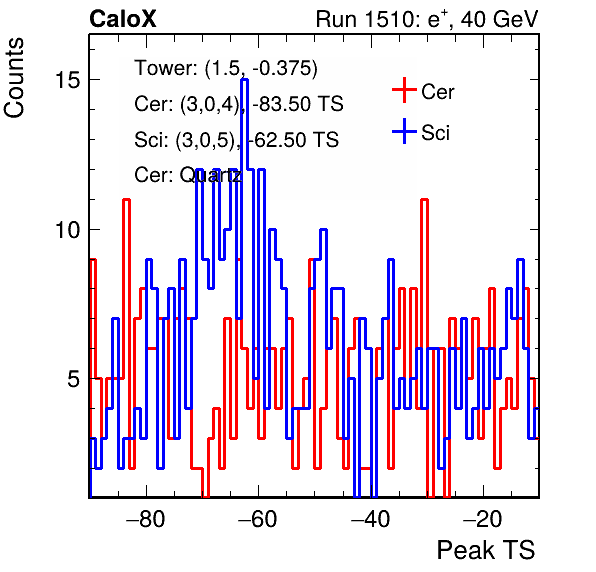 CaloX Run 1510: e+, 40 GeV
Counts
Tower: (1.5, -0.375)
Cer: (3,0,4), -83.50 TS
Sci: (3,0,5), -62.50 TS
Cer: Quartz
Cer
Sci
15
10
5
−80 −60 −40 −20
Peak TS